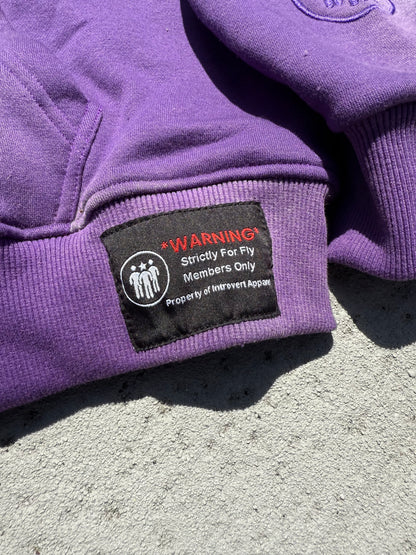 *WARNING*
Strictly For Fly
Members Only
Property of Introvert Apparel